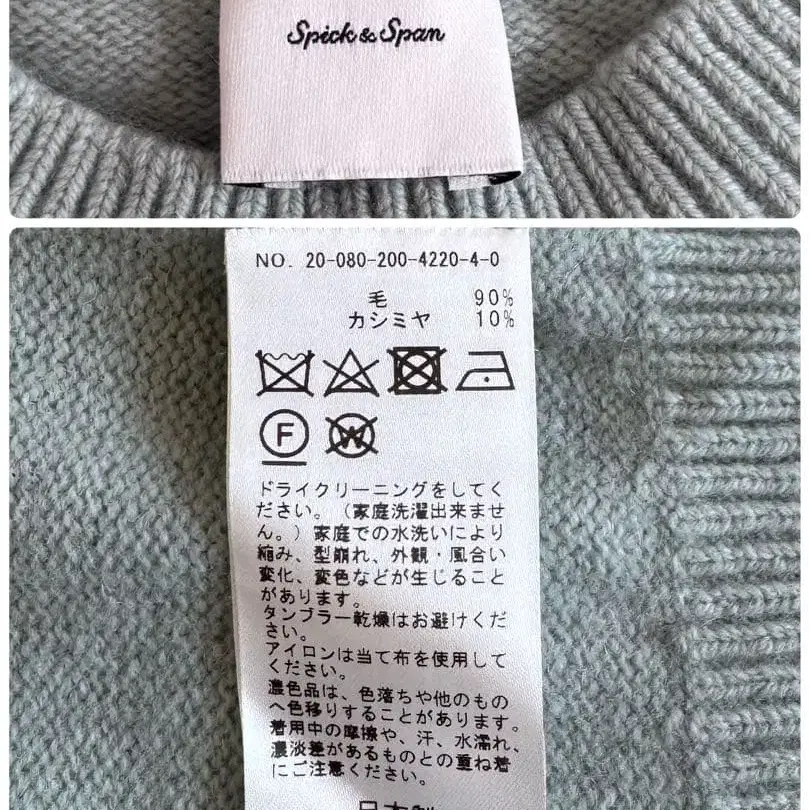 Spick & Span
NO. 20-080-200-4220-4-0
毛 90%
カシミヤ 10%
F
W
ドライクリーニングをしてく
ださい。（家庭洗濯出来ませ
ん。）家庭での水洗いにより
縮み、型崩れ、外観・風合い
変化、変色などが生じること
があります。
タンブラー乾燥はお避けくだ
さい。
アイロンは当て布を使用して
ください。
濃色品は、色落ちや他のもの
へ色移りすることがあります。
着用中の摩擦や、汗、水濡れ、
濃淡差があるものとの重ね着
にご注意ください。
日本製